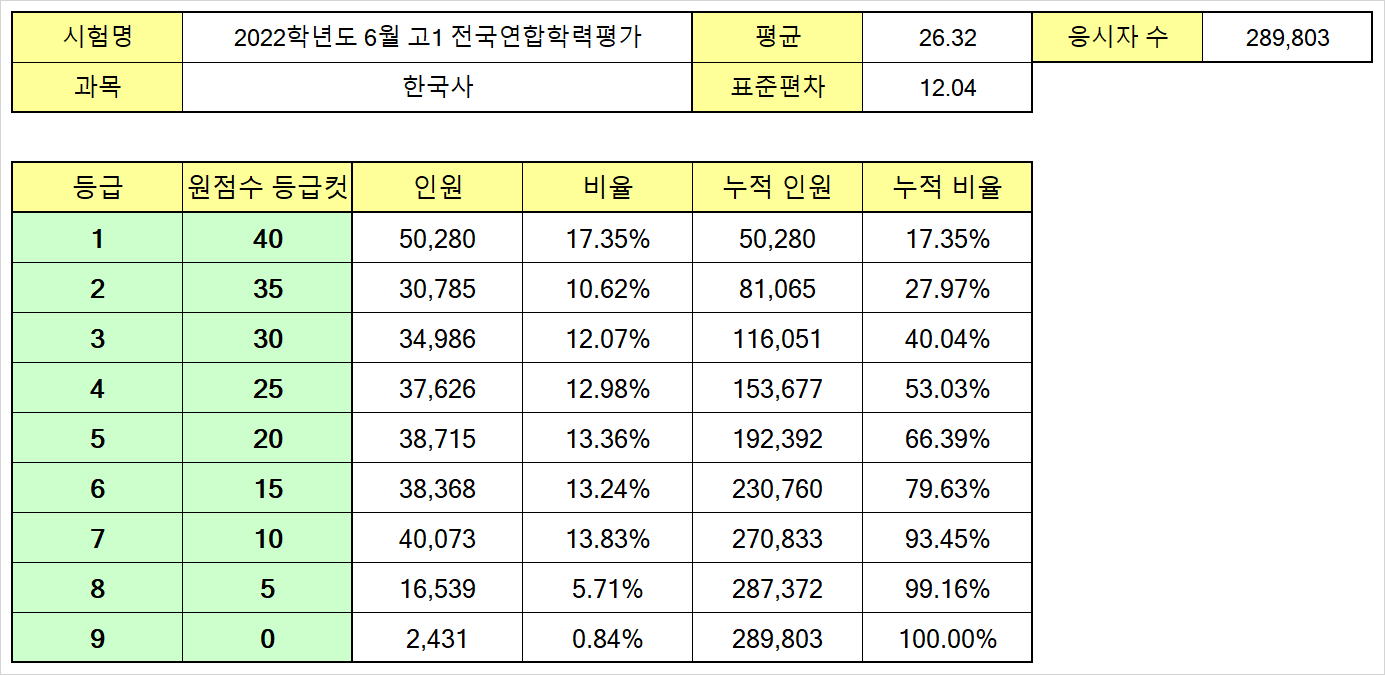 시험명 2022학년도 6월 고1 전국연합학력평가 평균 26.32 응시자 수 289,803
과목 한국사 표준편차 12.04
등급 원점수 등급컷 인원 비율 누적 인원 누적 비율
1 40 50,280 17.35% 50,280 17.35%
2 35 30,785 10.62% 81,065 27.97%
3 30 34,986 12.07% 116,051 40.04%
4 25 37,626 12.98% 153,677 53.03%
5 20 38,715 13.36% 192,392 66.39%
6 15 38,368 13.24% 230,760 79.63%
7 10 40,073 13.83% 270,833 93.45%
8 5 16,539 5.71% 287,372 99.16%
9 0 2,431 0.84% 289,803 100.00%